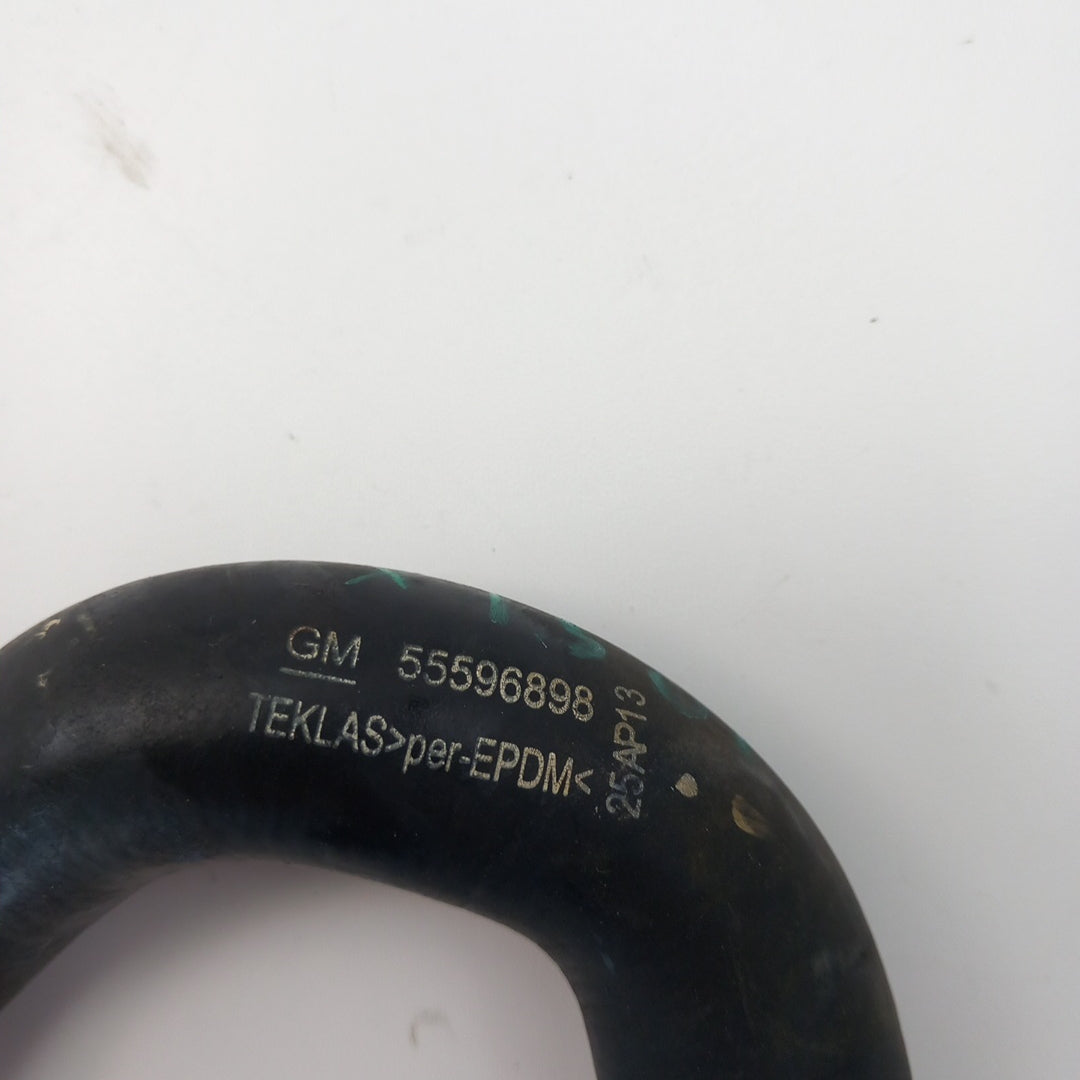 GM 55596898
TEKLAS>per-EPDM<
25AP13